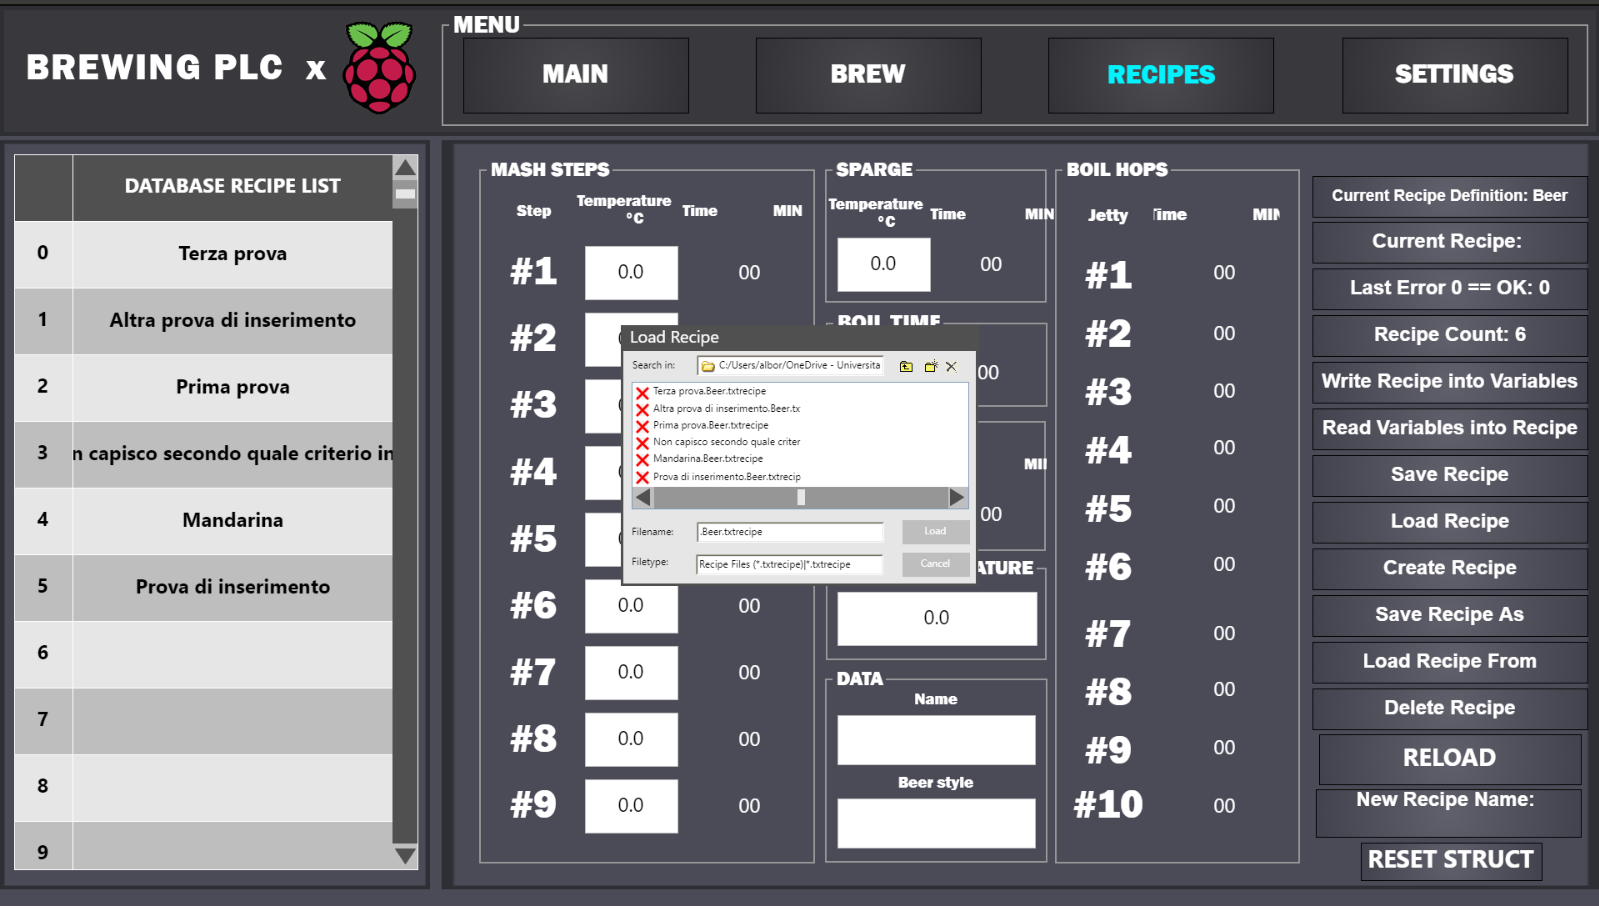 BREWING PLC x
MENU
MAIN
BREW
RECIPES
SETTINGS
DATABASE RECIPE LIST
0 Terza prova
1 Altra prova di inserimento
2 Prima prova
3 n capisco secondo quale criterio in
4 Mandarina
5 Prova di inserimento
6
7
8
9
MASH STEPS
Step Temperature °C Time MIN
#1 0.0 00
#2
#3
#4
#5
#6 0.0 00
#7 0.0 00
#8 0.0 00
#9 0.0 00
SPARGE
Temperature °C Time MIN
0.0 00
BOIL TIME
00
MIN
00
ATURE
0.0
DATA
Name
Beer style
BOIL HOPS
Jetty Time MIN
#1 00
#2 00
#3 00
#4 00
#5 00
#6 00
#7 00
#8 00
#9 00
#10 00
Load Recipe
Search in: C:/Users/albor/OneDrive - Universita
Terza prova.Beer.txtrecipe
Altra prova di inserimento.Beer.tx
Prima prova.Beer.txtrecipe
Non capisco secondo quale criter
Mandarina.Beer.txtrecipe
Prova di inserimento.Beer.txtrecip
Filename: .Beer.txtrecipe Load
Filetype: Recipe Files (*.txtrecipe)|*.txtrecipe Cancel
Current Recipe Definition: Beer
Current Recipe:
Last Error 0 == OK: 0
Recipe Count: 6
Write Recipe into Variables
Read Variables into Recipe
Save Recipe
Load Recipe
Create Recipe
Save Recipe As
Load Recipe From
Delete Recipe
RELOAD
New Recipe Name:
RESET STRUCT